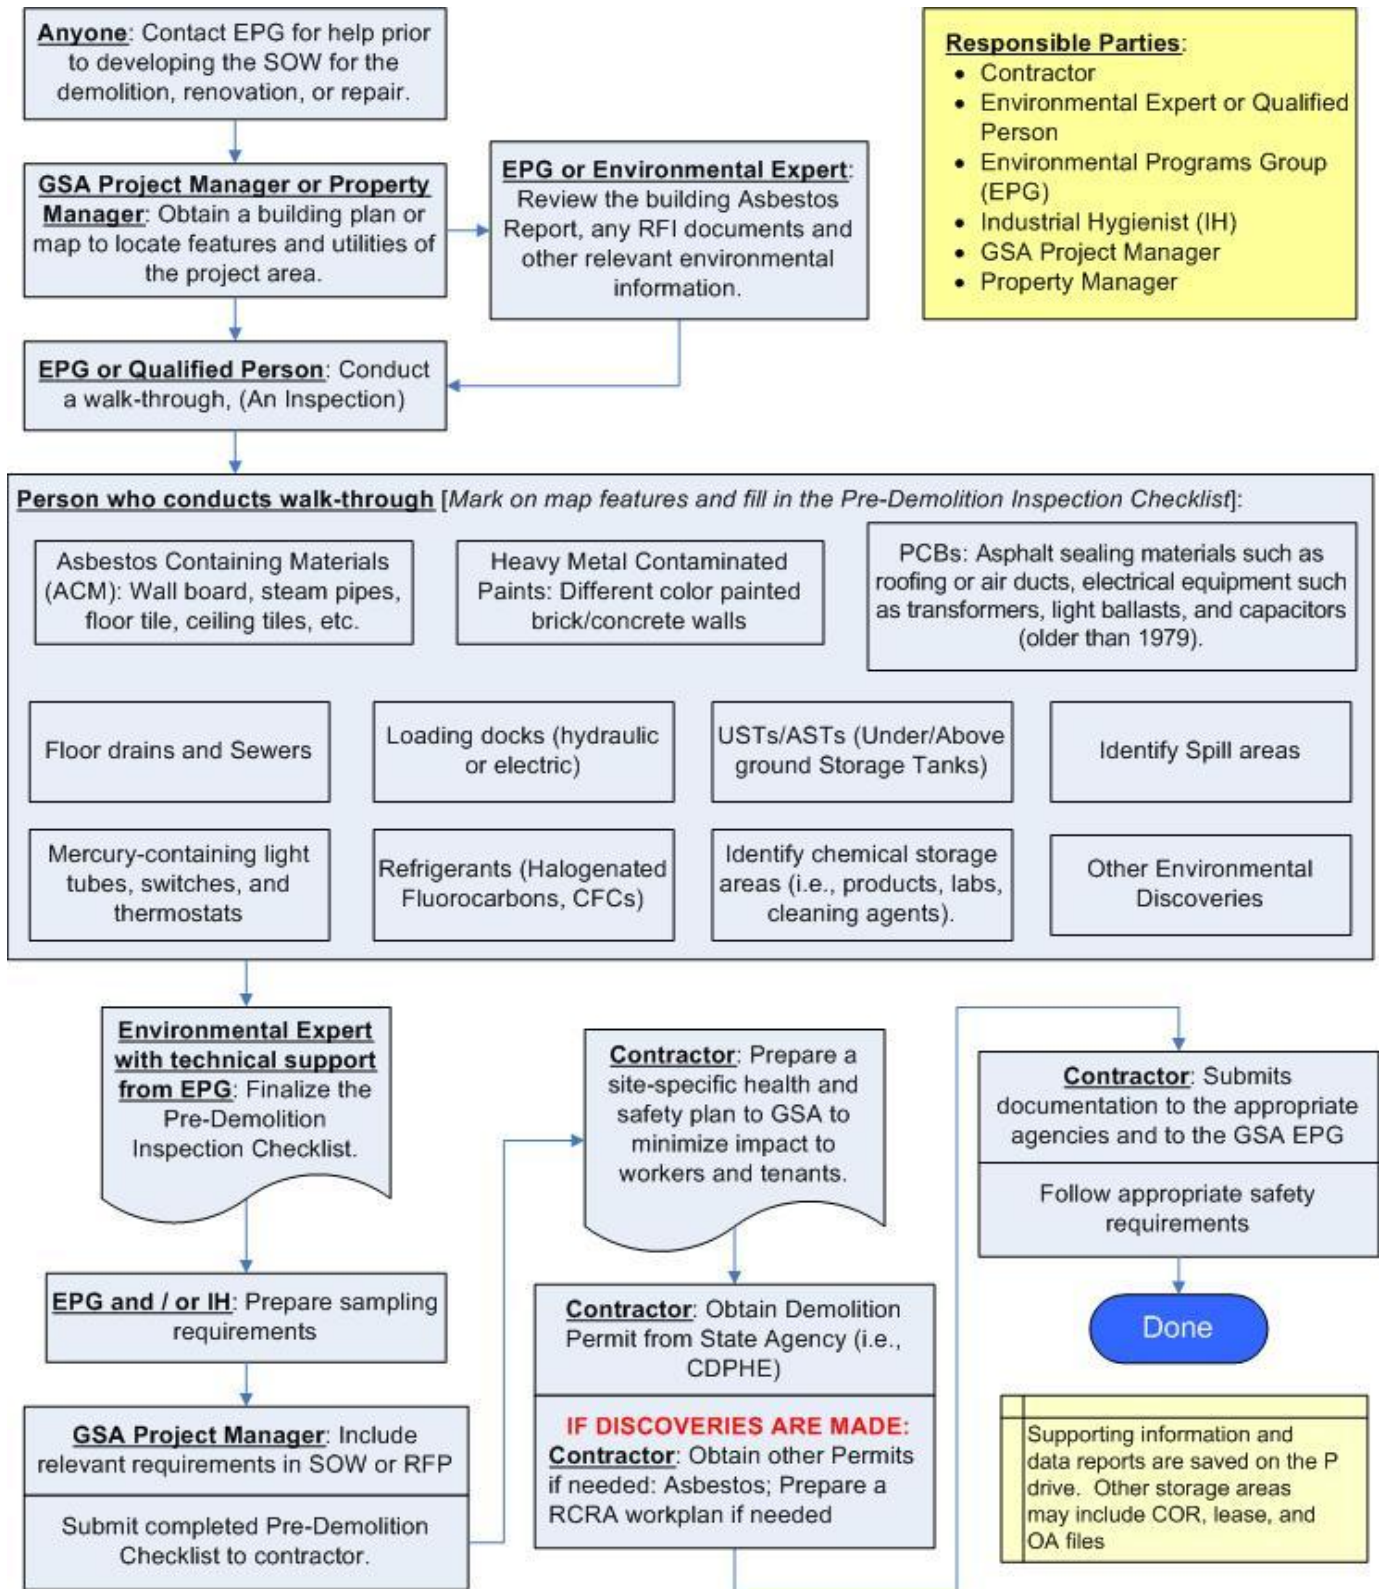 Anyone: Contact EPG for help prior
to developing the SOW for the
demolition, renovation, or repair.
Responsible Parties:
• Contractor
• Environmental Expert or Qualified
Person
• Environmental Programs Group
(EPG)
• Industrial Hygienist (IH)
• GSA Project Manager
• Property Manager
GSA Project Manager or Property
Manager: Obtain a building plan or
map to locate features and utilities of
the project area.
EPG or Environmental Expert:
Review the building Asbestos
Report, any RFI documents and
other relevant environmental
information.
EPG or Qualified Person: Conduct
a walk-through, (An Inspection)
Person who conducts walk-through [Mark on map features and fill in the Pre-Demolition Inspection Checklist]:
Asbestos Containing Materials
(ACM): Wall board, steam pipes,
floor tile, ceiling tiles, etc.
Heavy Metal Contaminated
Paints: Different color painted
brick/concrete walls
PCBs: Asphalt sealing materials such as
roofing or air ducts, electrical equipment such
as transformers, light ballasts, and capacitors
(older than 1979).
Floor drains and Sewers
Loading docks (hydraulic
or electric)
USTs/ASTs (Under/Above
ground Storage Tanks)
Identify Spill areas
Mercury-containing light
tubes, switches, and
thermostats
Refrigerants (Halogenated
Fluorocarbons, CFCs)
Identify chemical storage
areas (i.e., products, labs,
cleaning agents).
Other Environmental
Discoveries
Environmental Expert
with technical support
from EPG: Finalize the
Pre-Demolition
Inspection Checklist.
EPG and / or IH: Prepare sampling
requirements
GSA Project Manager: Include
relevant requirements in SOW or RFP
Submit completed Pre-Demolition
Checklist to contractor.
Contractor: Prepare a
site-specific health and
safety plan to GSA to
minimize impact to
workers and tenants.
Contractor: Obtain Demolition
Permit from State Agency (i.e.,
CDPHE)
IF DISCOVERIES ARE MADE:
Contractor: Obtain other Permits
if needed: Asbestos; Prepare a
RCRA workplan if needed
Contractor: Submits
documentation to the appropriate
agencies and to the GSA EPG
Follow appropriate safety
requirements
Done
Supporting information and
data reports are saved on the P
drive. Other storage areas
may include COR, lease, and
OA files